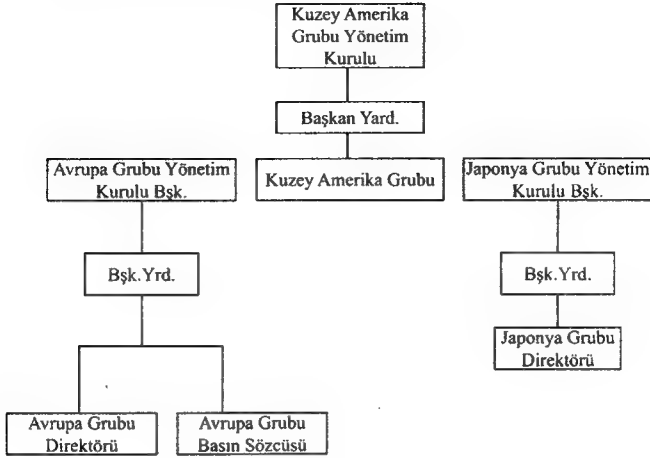 Kuzey Amerika
Grubu Yönetim
Kurulu
Başkan Yard.
Kuzey Amerika Grubu
Avrupa Grubu Yönetim
Kurulu Bşk.
Bşk.Yrd.
Avrupa Grubu
Direktörü
Avrupa Grubu
Basın Sözcüsü
Japonya Grubu Yönetim
Kurulu Bşk.
Bşk.Yrd.
Japonya Grubu
Direktörü